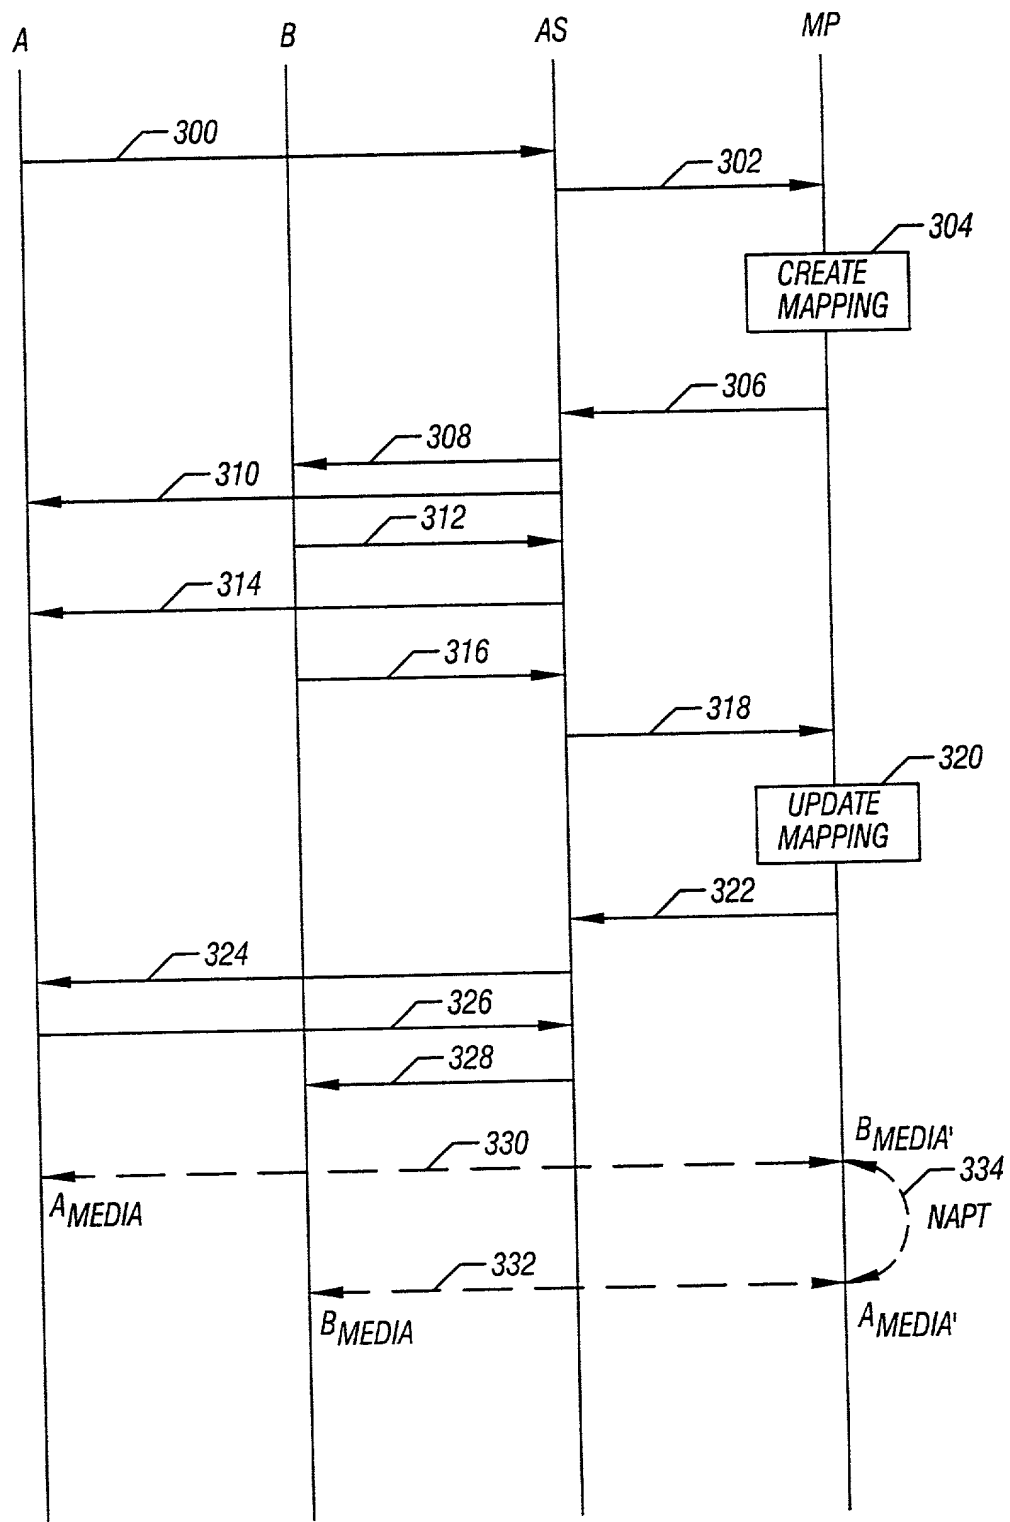 A
B
AS
MP
300
302
304
CREATE
MAPPING
306
308
310
312
314
316
318
320
UPDATE
MAPPING
322
324
326
328
330
BMEDIA'
334
AMEDIA
NAPT
332
BMEDIA
AMEDIA'